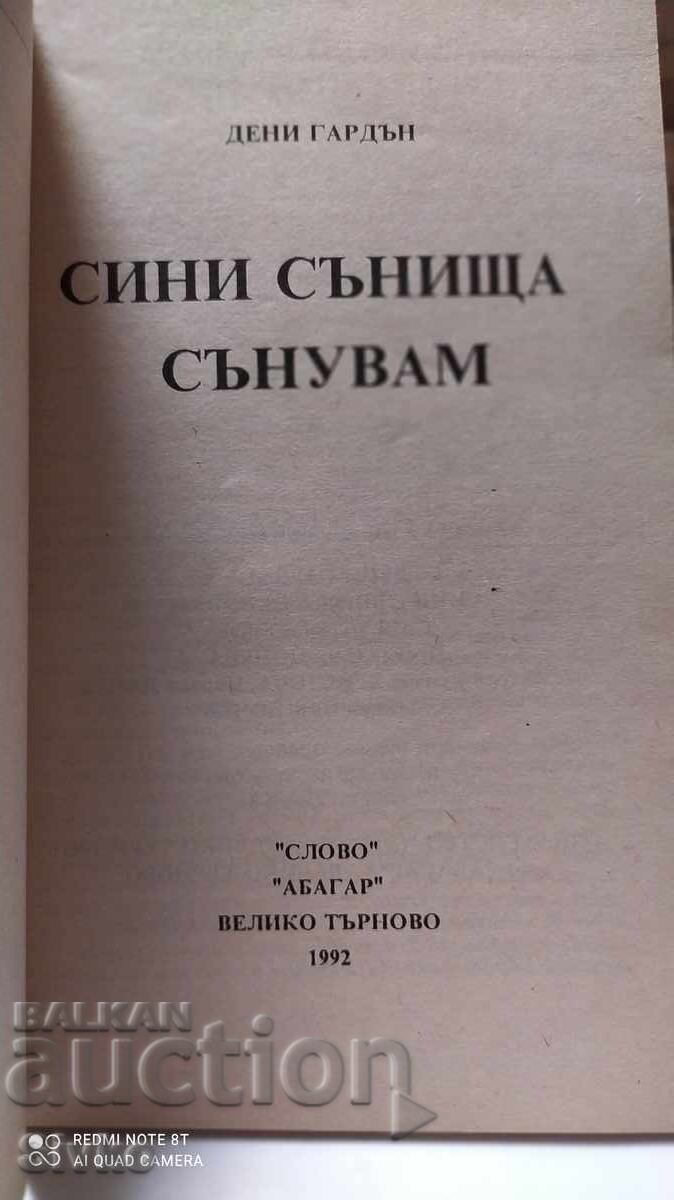 ДЕНИ ГАРДЪН
СИНИ СЪНИЩА
СЪНУВАМ
"СЛОВО"
"АБАГАР"
ВЕЛИКО ТЪРНОВО
1992
BALKAN
auction
REDMI NOTE 8T
AI QUAD CAMERA